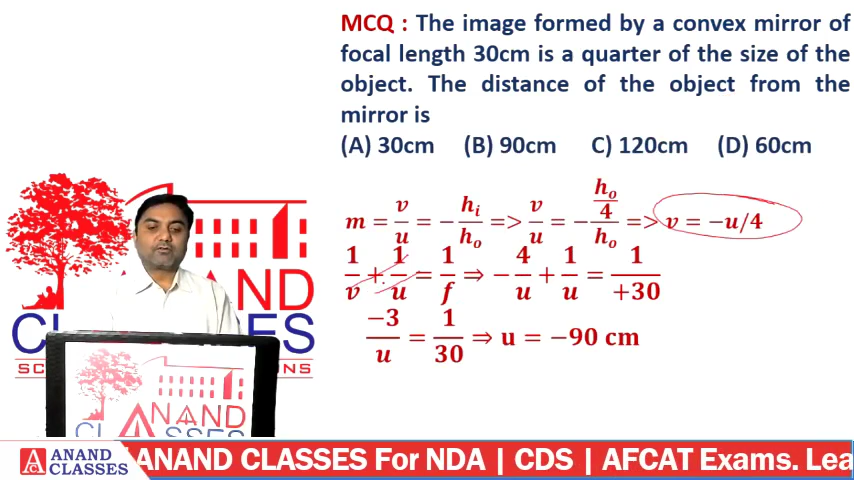 MCQ : The image formed by a convex mirror of
focal length 30cm is a quarter of the size of the
object. The distance of the object from the
mirror is
(A) 30cm (B) 90cm C) 120cm (D) 60cm
m = v/u = − hᵢ/hₒ => v/u = − (hₒ/4)/hₒ => v = −u/4
1/v + 1/u = 1/f ⇒ − 4/u + 1/u = 1/+30
−3/u = 1/30 ⇒ u = −90 cm
ANAND
CLASSES
ANAND
CLASSES
ANAND
CLASSES
ANAND CLASSES For NDA | CDS | AFCAT Exams. Lea